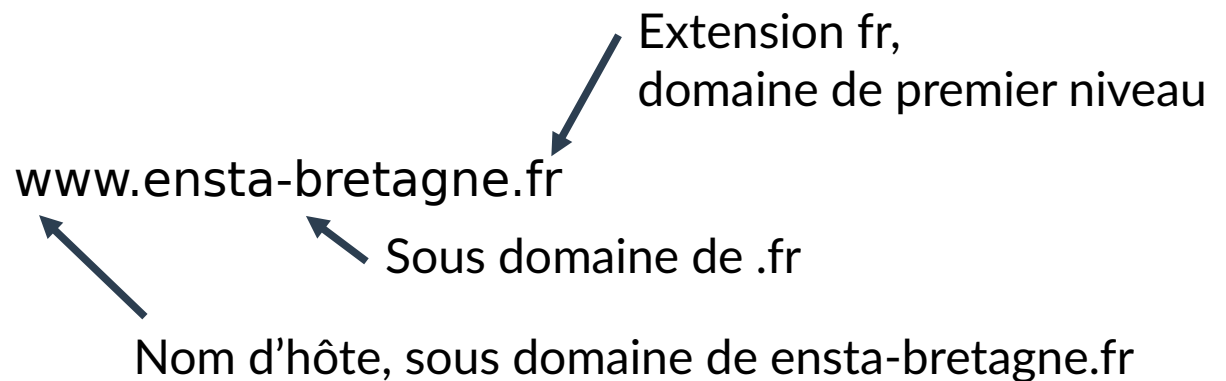 Extension fr,
domaine de premier niveau
www.ensta-bretagne.fr
Sous domaine de .fr
Nom d’hôte, sous domaine de ensta-bretagne.fr